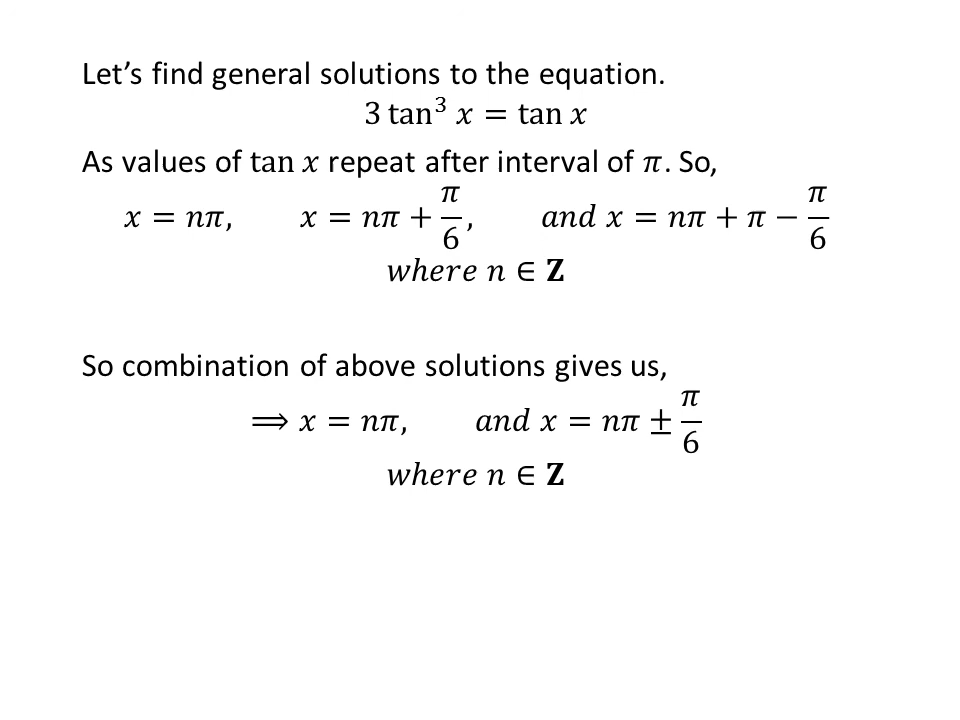 Let’s find general solutions to the equation.
3 tan³ 𝑥 = tan 𝑥
As values of tan 𝑥 repeat after interval of 𝜋. So,
𝑥 = 𝑛𝜋, 𝑥 = 𝑛𝜋 + 𝜋/6, 𝑎𝑛𝑑 𝑥 = 𝑛𝜋 + 𝜋 − 𝜋/6
𝑤ℎ𝑒𝑟𝑒 𝑛 ∈ 𝐙
So combination of above solutions gives us,
⟹ 𝑥 = 𝑛𝜋, 𝑎𝑛𝑑 𝑥 = 𝑛𝜋 ± 𝜋/6
𝑤ℎ𝑒𝑟𝑒 𝑛 ∈ 𝐙